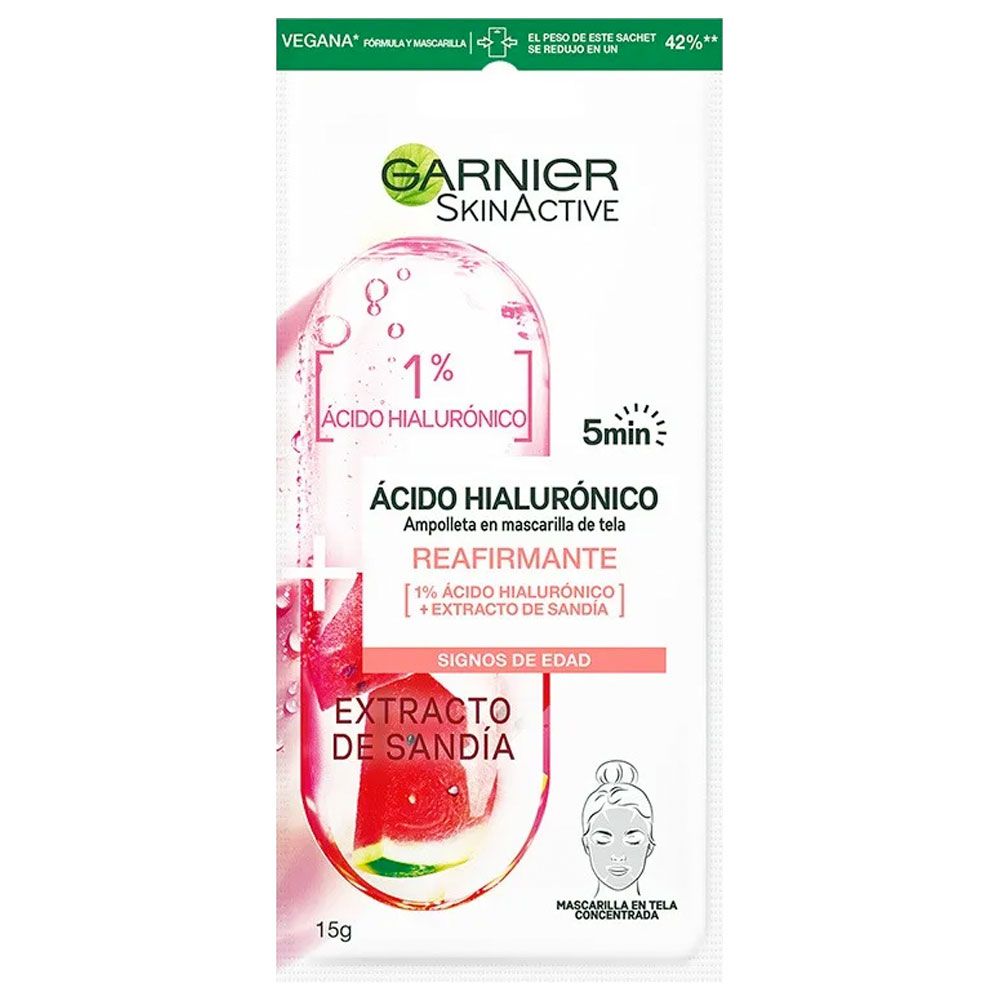 VEGANA* FÓRMULA Y MASCARILLA
EL PESO DE ESTE SACHET
SE REDUJO EN UN 42%**
GARNIER
SKINACTIVE
1%
ÁCIDO HIALURÓNICO
5min
ÁCIDO HIALURÓNICO
Ampolleta en mascarilla de tela
REAFIRMANTE
[1% ÁCIDO HIALURÓNICO
+ EXTRACTO DE SANDÍA]
SIGNOS DE EDAD
EXTRACTO
DE SANDÍA
MASCARILLA EN TELA
CONCENTRADA
15g